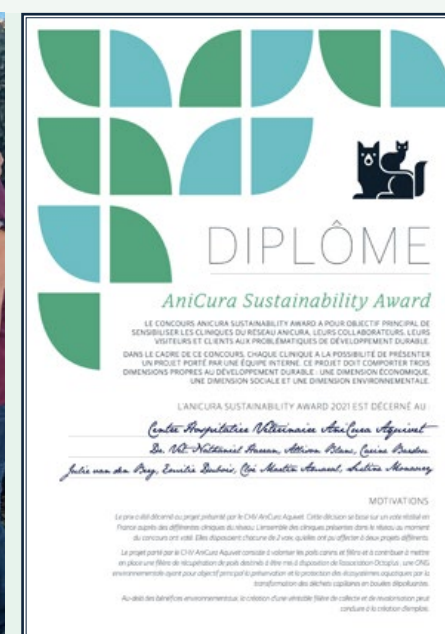 DIPLÔME
AniCura Sustainability Award
LE CONCOURS ANICURA SUSTAINABILITY AWARD A POUR OBJECTIF PRINCIPAL DE
SENSIBILISER LES CLINIQUES DU RÉSEAU ANICURA, LEURS COLLABORATEURS, LEURS
VISITEURS ET CLIENTS AUX PROBLÉMATIQUES DE DÉVELOPPEMENT DURABLE.
DANS LE CADRE DE CE CONCOURS, CHAQUE CLINIQUE A LA POSSIBILITÉ DE PRÉSENTER
UN PROJET PORTÉ PAR UNE ÉQUIPE INTERNE. CE PROJET DOIT COMPORTER TROIS
DIMENSIONS PROPRES AU DÉVELOPPEMENT DURABLE : UNE DIMENSION ÉCONOMIQUE,
UNE DIMENSION SOCIALE ET UNE DIMENSION ENVIRONNEMENTALE.
L'ANICURA SUSTAINABILITY AWARD 2021 EST DÉCERNÉ AU :
Centre Hospitalier Vétérinaire AniCura Aquivet
Dr. Vét. Nathaniel Allison Blanc, Carine
Julie van den Berg, Emilie Dubois, Cloé Martin
MOTIVATIONS
Le prix a été décerné au projet présenté par le CHV AniCura Aquivet. Cette décision se base sur un vote réalisé en
France auprès des différentes cliniques du réseau. L'ensemble des cliniques présentes dans le réseau au moment
du concours ont voté. Elles disposaient chacune de 2 voix, qu'elles ont pu affecter à deux projets différents.
Le projet porté par le CHV AniCura Aquivet consiste à valoriser les poils canins et félins et à contribuer à mettre
en place une filière de récupération de poils destinés à être mis à disposition de l'association Octoplus ; une ONG
environnementale ayant pour objectif principal la préservation et la protection des écosystèmes aquatiques par la
transformation des déchets capillaires en boudins dépolluants.
Au-delà des bénéfices environnementaux, la création d'une véritable filière de collecte et de revalorisation peut
conduire à la création d'emplois.